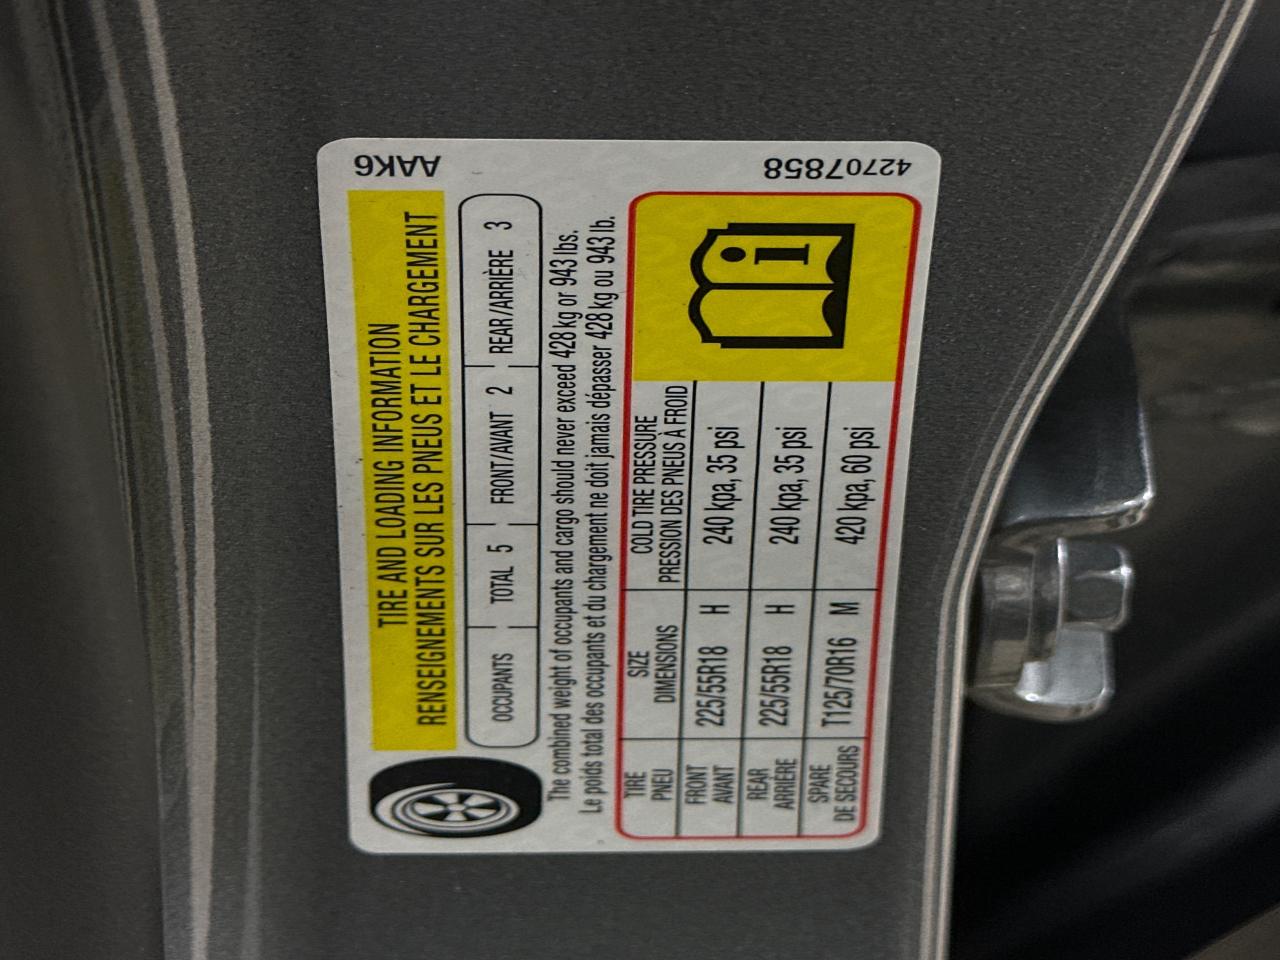 AAK6
42707858
TIRE AND LOADING INFORMATION
RENSEIGNEMENTS SUR LES PNEUS ET LE CHARGEMENT
OCCUPANTS TOTAL 5 FRONT/AVANT 2 REAR/ARRIÈRE 3
The combined weight of occupants and cargo should never exceed 428 kg or 943 lbs.
Le poids total des occupants et du chargement ne doit jamais dépasser 428 kg ou 943 lb.
TIRE SIZE COLD TIRE PRESSURE
PNEU DIMENSIONS PRESSION DES PNEUS À FROID
FRONT
AVANT 225/55R18 H 240 kpa, 35 psi
REAR
ARRIÈRE 225/55R18 H 240 kpa, 35 psi
SPARE
DE SECOURS T125/70R16 M 420 kpa, 60 psi
i